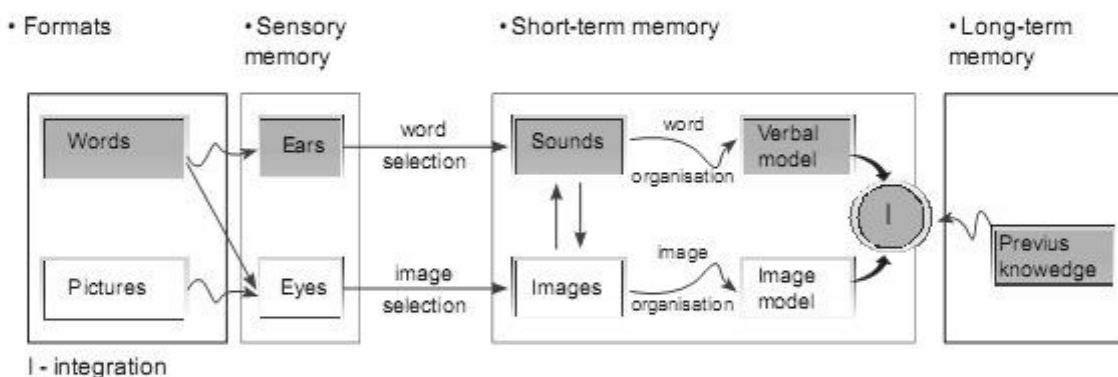 • Formats
• Sensory
memory
• Short-term memory
• Long-term
memory
Words
Ears
word
selection
Sounds
word
organisation
Verbal
model
I
Previus
knowedge
Pictures
Eyes
image
selection
Images
image
organisation
Image
model
I - integration